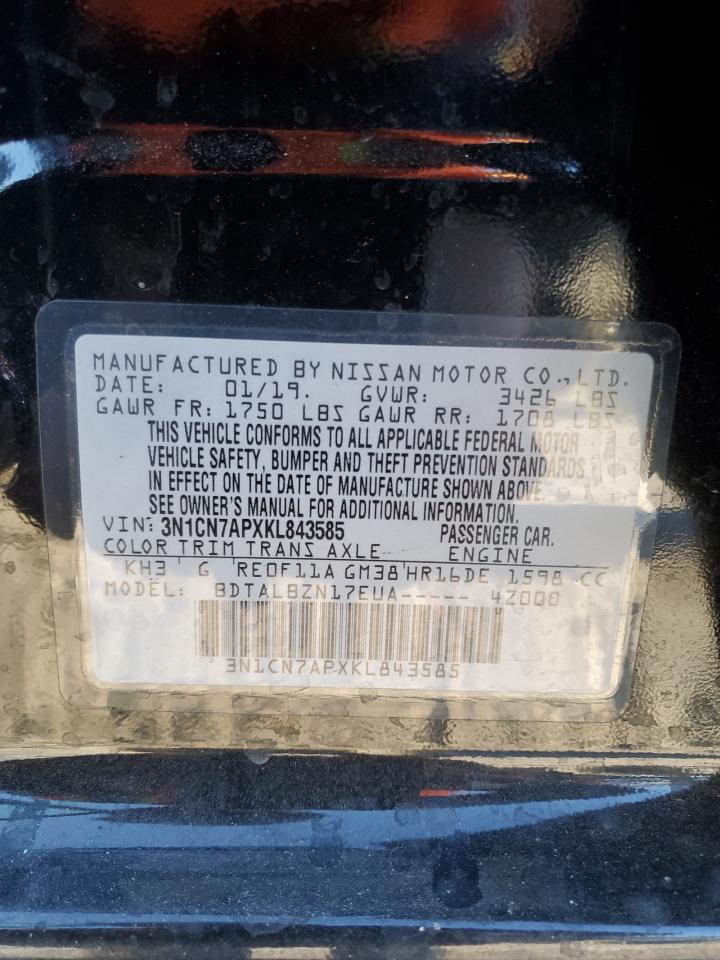 MANUFACTURED BY NISSAN MOTOR CO., LTD.
DATE: 01/19. GVWR: 3426 LBS
GAWR FR: 1750 LBS GAWR RR: 1708 LBS
THIS VEHICLE CONFORMS TO ALL APPLICABLE FEDERAL MOTOR
VEHICLE SAFETY, BUMPER AND THEFT PREVENTION STANDARDS
IN EFFECT ON THE DATE OF MANUFACTURE SHOWN ABOVE.
SEE OWNER'S MANUAL FOR ADDITIONAL INFORMATION.
VIN: 3N1CN7APXKL843585 PASSENGER CAR.
COLOR TRIM TRANS AXLE ENGINE
KH3 G RE0F11A GM38 HR16DE 1598 CC
MODEL: BDTALBZN17EUA----- 4Z000
3N1CN7APXKL843585